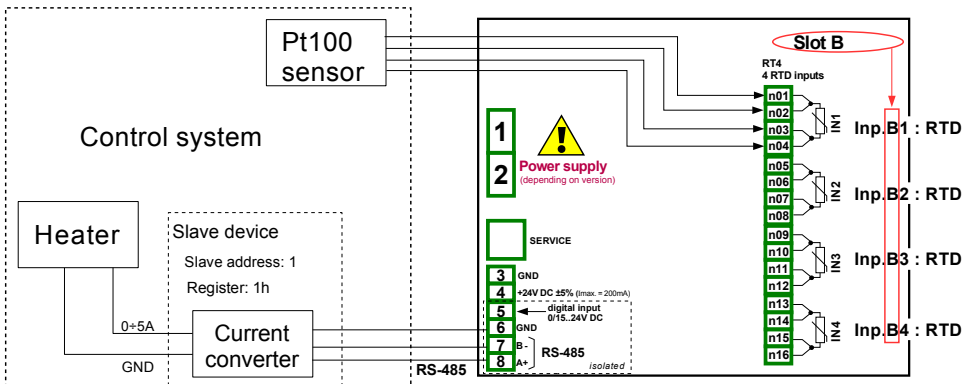 Control system
Pt100
sensor
Heater
Slave device
Slave address: 1
Register: 1h
0÷5A
GND
Current
converter
RS-485
1
2
Power supply
(depending on version)
SERVICE
3 GND
4 +24V DC ±5% (Imax. = 200mA)
5 digital input
0/15..24V DC
6 GND
7 B -
8 A+
RS-485
isolated
Slot B
RT4
4 RTD inputs
n01
n02
n03
n04
IN1
Inp.B1 : RTD
n05
n06
n07
n08
IN2
Inp.B2 : RTD
n09
n10
n11
n12
IN3
Inp.B3 : RTD
n13
n14
n15
n16
IN4
Inp.B4 : RTD